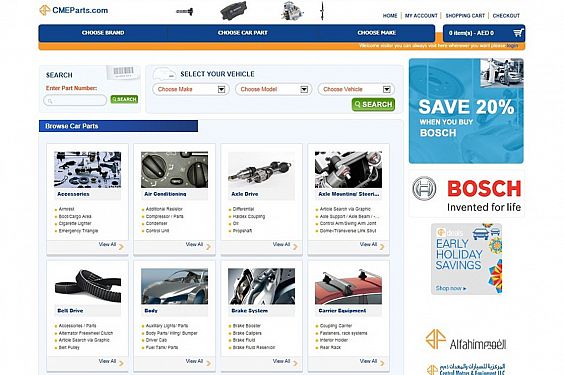 CMEParts.com
HOME | MY ACCOUNT | SHOPPING CART | CHECKOUT
CHOOSE BRAND
CHOOSE CAR PART
CHOOSE MAKE
0 item(s) - AED 0
Welcome visitor you can always visit here whenever you want please login
SEARCH
Enter Part Number:
SEARCH
SELECT YOUR VEHICLE
Choose Make
Choose Model
Choose Vehicle
SEARCH
SAVE 20%
WHEN YOU BUY
BOSCH
Browse Car Parts
Accessories
Armrest
Boot/Cargo Area
Cigarete Lighter
Emergency Triangle
View All
Air Conditioning
Additional Resistor
Compressor / Parts
Condenser
Control Unit
View All
Axle Drive
Differential
Haldex Coupling
Oil
Propshaft
View All
Axle Mounting/ Steeri...
Article Search via Graphic
Axle Support / Axle Beam / -...
Control Arm/Swing Arm Joint
Dome-/Transverse Link Strut
View All
BOSCH
Invented for life
deals
EARLY
HOLIDAY
SAVINGS
Shop now
Belt Drive
Accessories / Parts
Alternator Freewheel Clutch
Article Search via Graphic
Belt Pulley
View All
Body
Auxiliary Lights/ Parts
Body Parts/ Wing/ Bumper
Driver Cab
Fuel Tank/ Parts
View All
Brake System
Brake Booster
Brake Calipers
Brake Fluid
Brake Fluid Reservoir
View All
Carrier Equipment
Coupling Carrier
Fasteners, rack systems
Interior Holder
Rear Rack
View All
Alfahim الفهيم
المركزية للسيارات والمعدات ذ.م.م
Central Motors & Equipment LLC